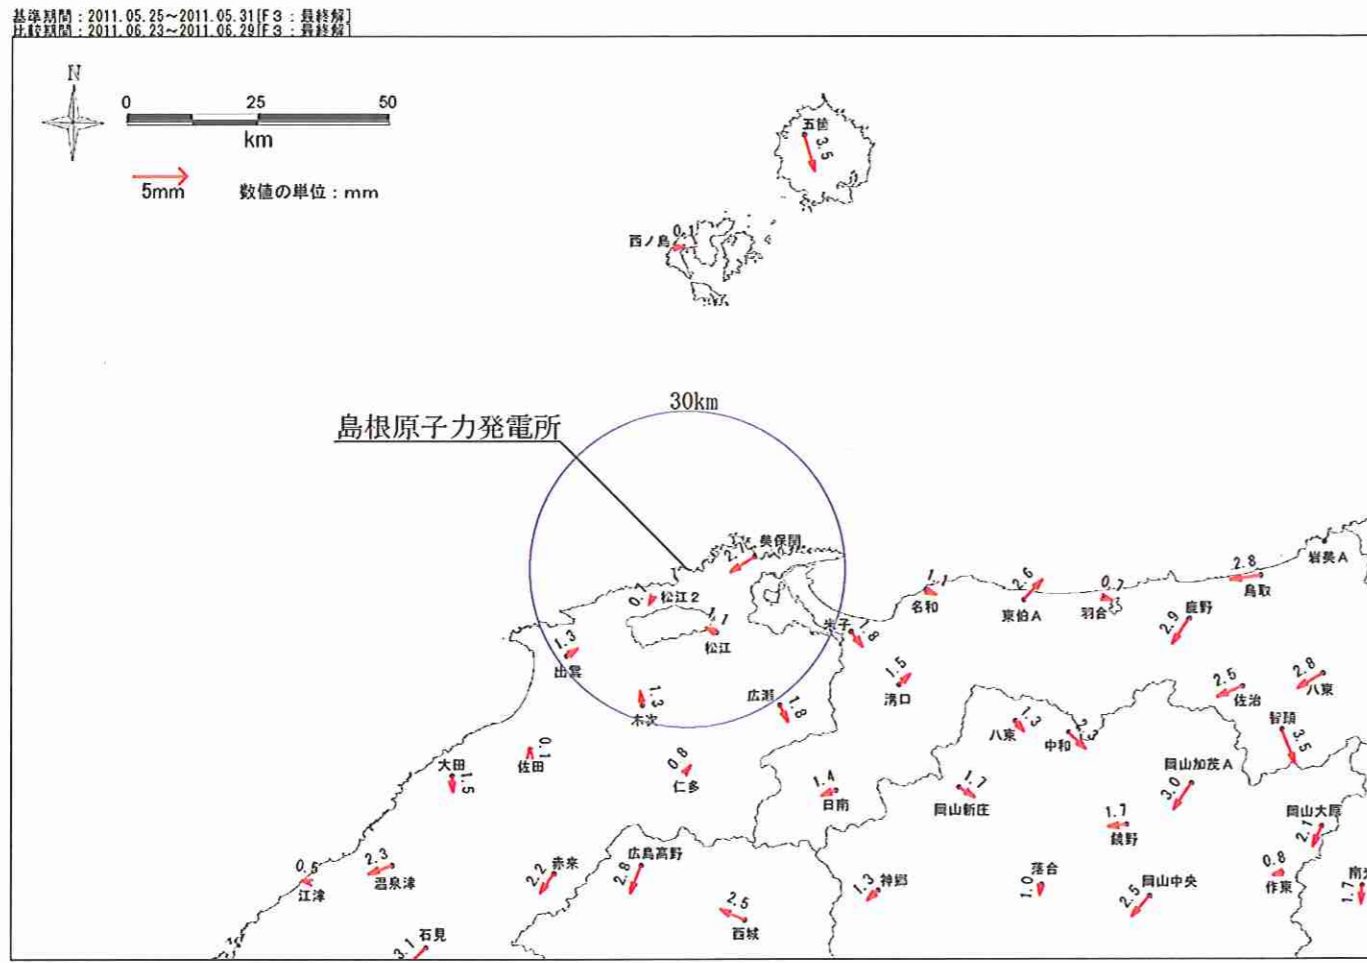 基準期間：2011.05.25～2011.05.31[F3：最終解]
比較期間：2011.06.23～2011.06.29[F3：最終解]
N
0 25 50
km
5mm 数値の単位：mm
五箇
3.5
西ノ島
0.1
30km
島根原子力発電所
美保関
2.7
松江2
0.7
松江
1.1
出雲
1.3
木次
1.3
広瀬
1.8
米子
1.8
溝口
1.5
名和
1.1
東伯A
2.6
羽合
0.7
鳥取
2.8
岩美A
鹿野
2.9
佐治
2.5
八東
2.8
智頭
3.5
八束
1.3
中和
2.3
大田
1.5
佐田
0.1
仁多
0.8
日南
1.4
岡山新庄
1.7
岡山加茂A
3.0
鏡野
1.7
岡山大原
2.1
江津
0.5
温泉津
2.3
赤来
2.2
広島高野
2.8
西城
2.5
神郷
1.3
落合
1.0
岡山中央
2.5
作東
0.8
南光
1.7
石見
3.1